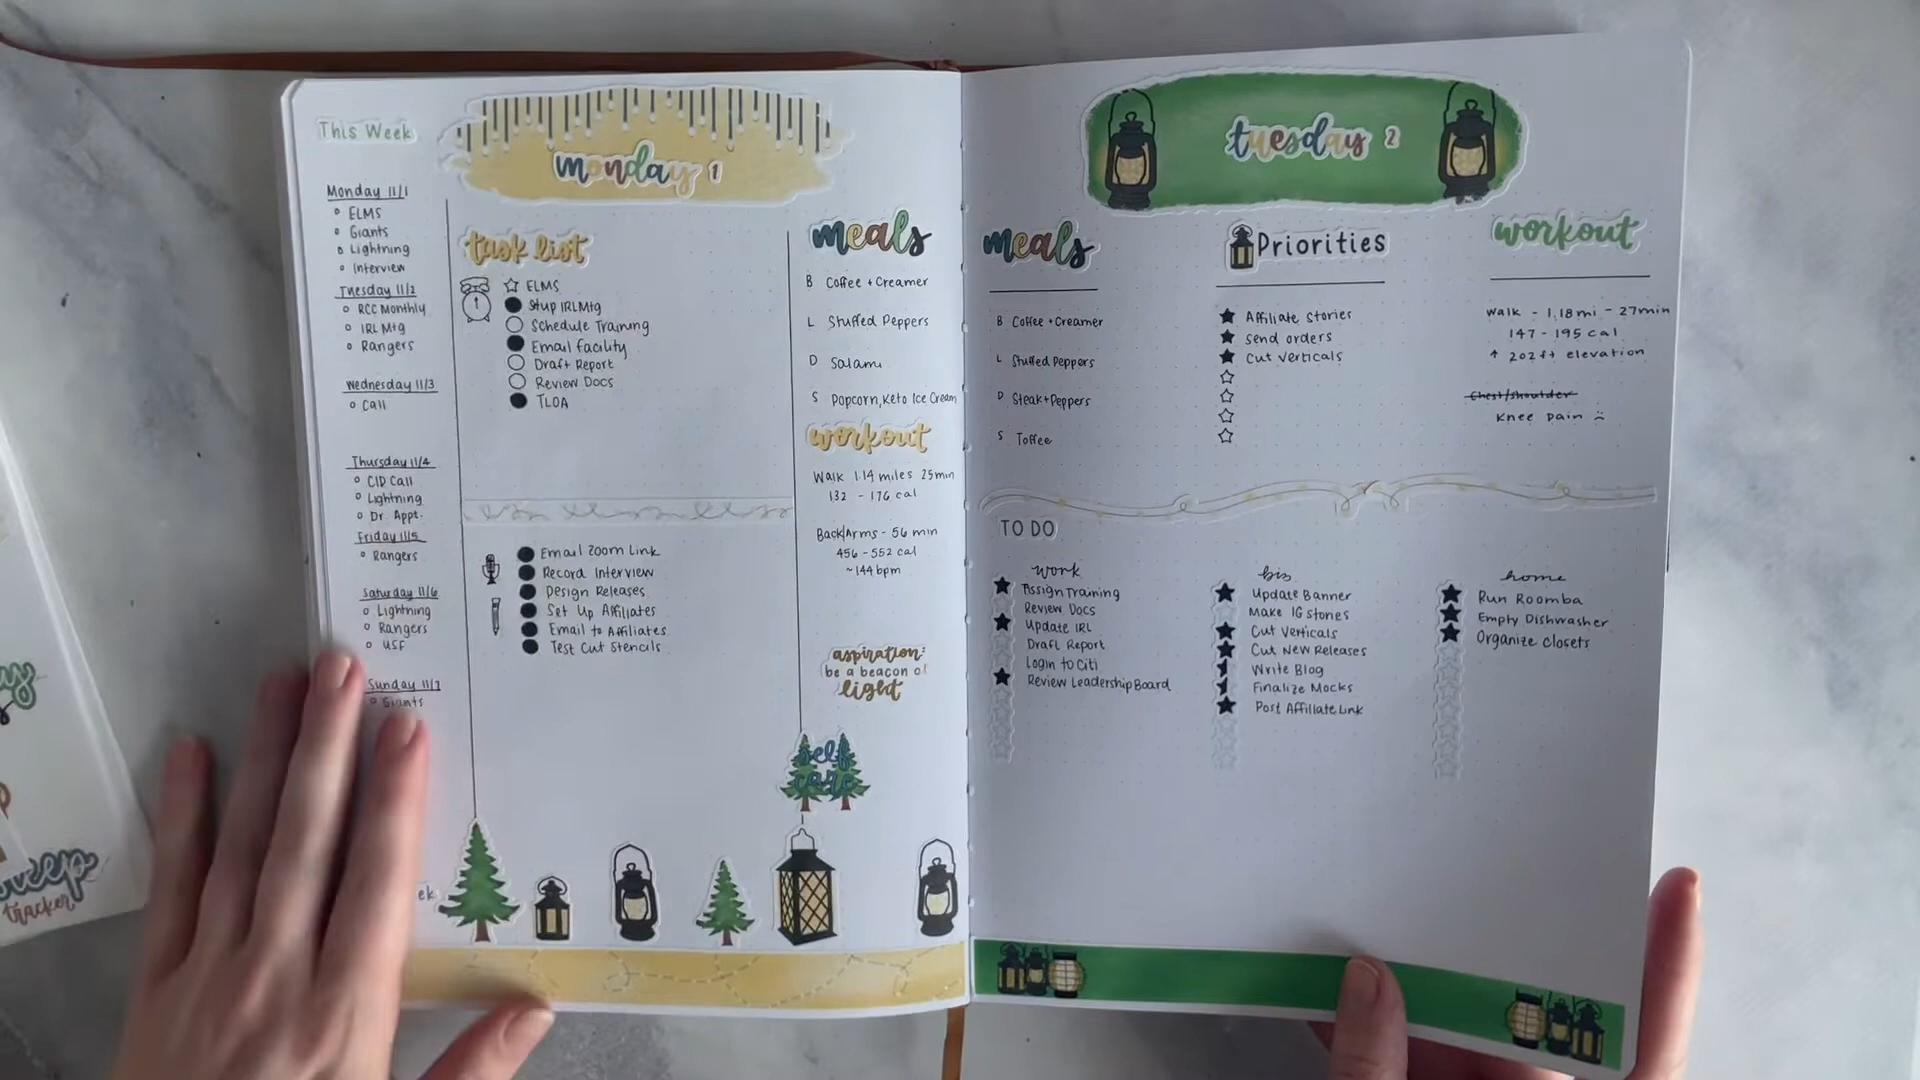 This Week
Monday 11/1
ELMS
Giants
Lightning
Interview
Tuesday 11/2
RCC Monthly
IRL Mtg
Rangers
Wednesday 11/3
Call
Thursday 11/4
CID Call
Lightning
Dr. Appt.
Friday 11/5
Rangers
Saturday 11/6
Lightning
Rangers
USF
Sunday 11/7
Giants
ek
monday 1
task list
ELMS
Stup IRL Mtg
Schedule Training
Email facility
Draft Report
Review Docs
TLOA
Email Zoom Link
Record Interview
Design Releases
Set Up Affiliates
Email to Affiliates
Test Cut Stencils
meals
B Coffee + Creamer
L Stuffed Peppers
D Salami
S Popcorn, Keto Ice Cream
workout
Walk 1.14 miles 25min
132 - 176 cal
Back/Arms - 56 min
456 - 552 cal
~144bpm
aspiration:
be a beacon of
light
self
care
tuesday 2
meals
B Coffee + Creamer
L Stuffed Peppers
D Steak + Peppers
S Toffee
Priorities
Affiliate Stories
send orders
Cut Verticals
workout
Walk - 1.18 mi - 27min
147 - 195 cal
↑ 202 ft elevation
Chest/shoulder
Knee pain
TO DO
work
Assign Training
Review Docs
Update IRL
Draft Report
Login to Citi
Review Leadership Board
bis
Update Banner
Make IG Stories
Cut Verticals
Cut New Releases
Write Blog
Finalize Mocks
Post Affiliate Link
home
Run Roomba
Empty Dishwasher
Organize Closets
tracker